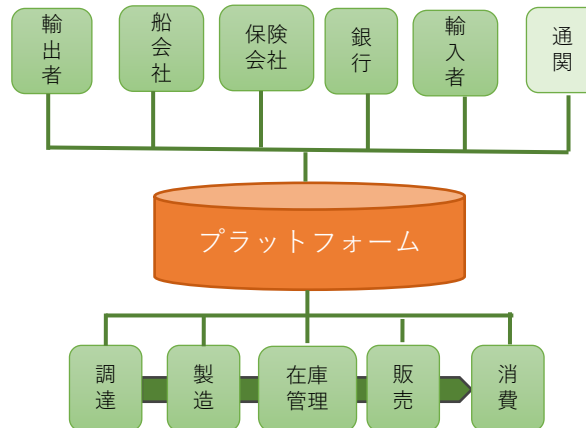 輸出者
船会社
保険
会社
銀行
輸入者
通関
プラットフォーム
調達
製造
在庫
管理
販売
消費